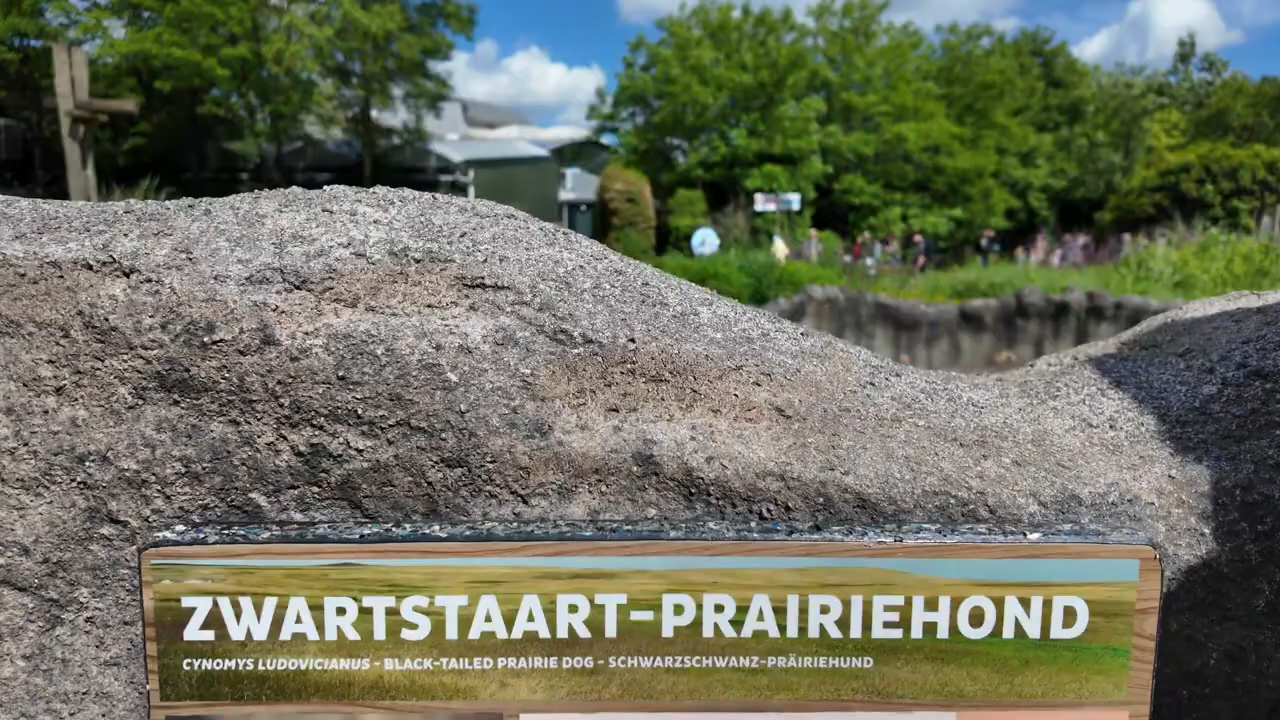 ZWARTSTAART-PRAIRIEHOND
CYNOMYS LUDOVICIANUS - BLACK-TAILED PRAIRIE DOG - SCHWARZSCHWANZ-PRÄIRIEHUND